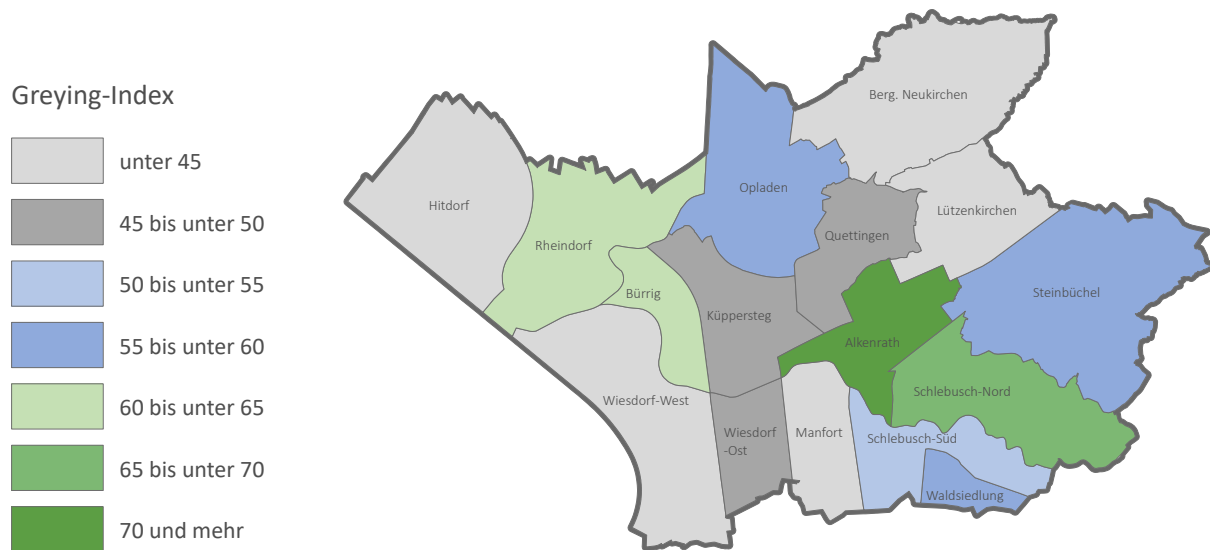 Greying-Index
unter 45
45 bis unter 50
50 bis unter 55
55 bis unter 60
60 bis unter 65
65 bis unter 70
70 und mehr
Berg. Neukirchen
Opladen
Hitdorf
Lützenkirchen
Quettingen
Rheindorf
Bürrig
Steinbüchel
Küppersteg
Alkenrath
Schlebusch-Nord
Wiesdorf-West
Wiesdorf
-Ost
Manfort
Schlebusch-Süd
Waldsiedlung